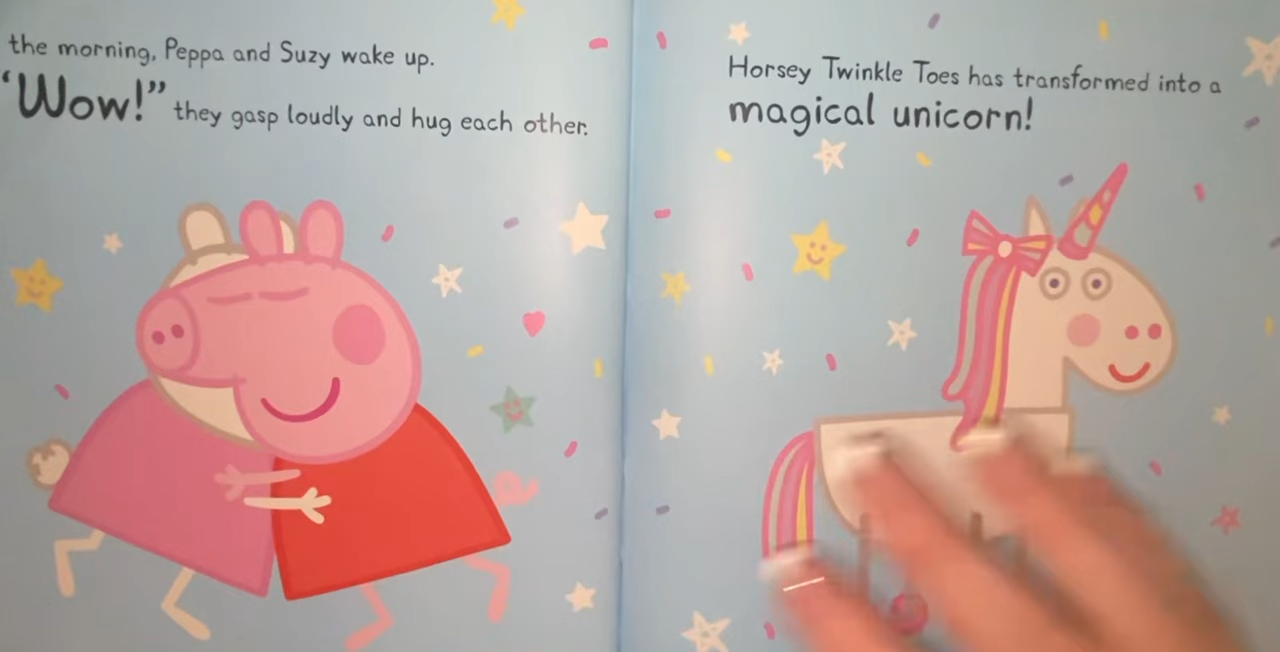 the morning, Peppa and Suzy wake up.
“Wow!” they gasp loudly and hug each other.
Horsey Twinkle Toes has transformed into a
magical unicorn!